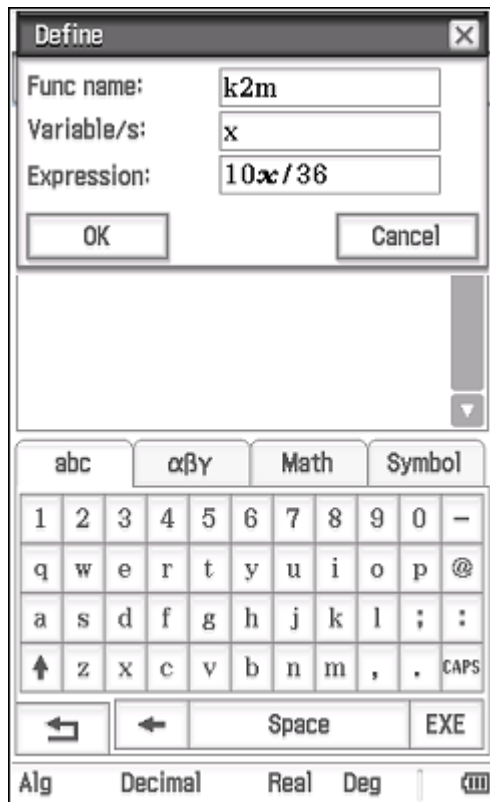 Define
Func name: k2m
Variable/s: x
Expression: 10x/36
OK Cancel
abc αβγ Math Symbol
1 2 3 4 5 6 7 8 9 0 −
q w e r t y u i o p @
a s d f g h j k l ; :
z x c v b n m , . CAPS
Space EXE
Alg Decimal Real Deg